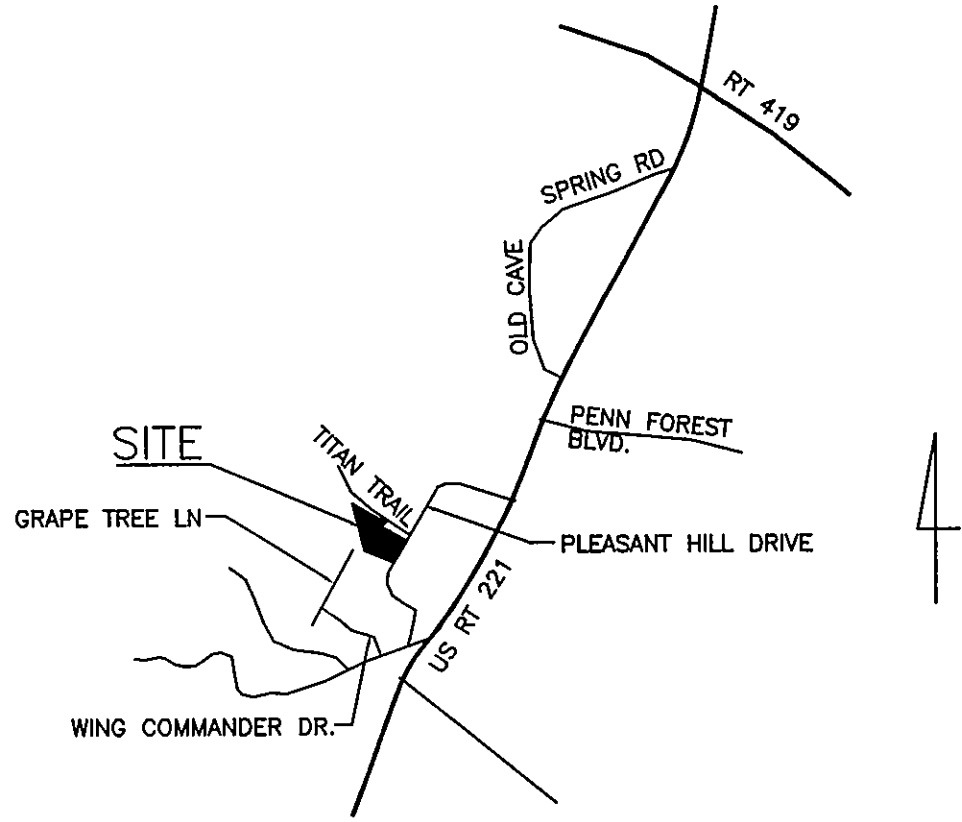 RT 419
SPRING RD
OLD CAVE
PENN FOREST
BLVD.
SITE
TITAN TRAIL
GRAPE TREE LN
PLEASANT HILL DRIVE
US RT 221
WING COMMANDER DR.